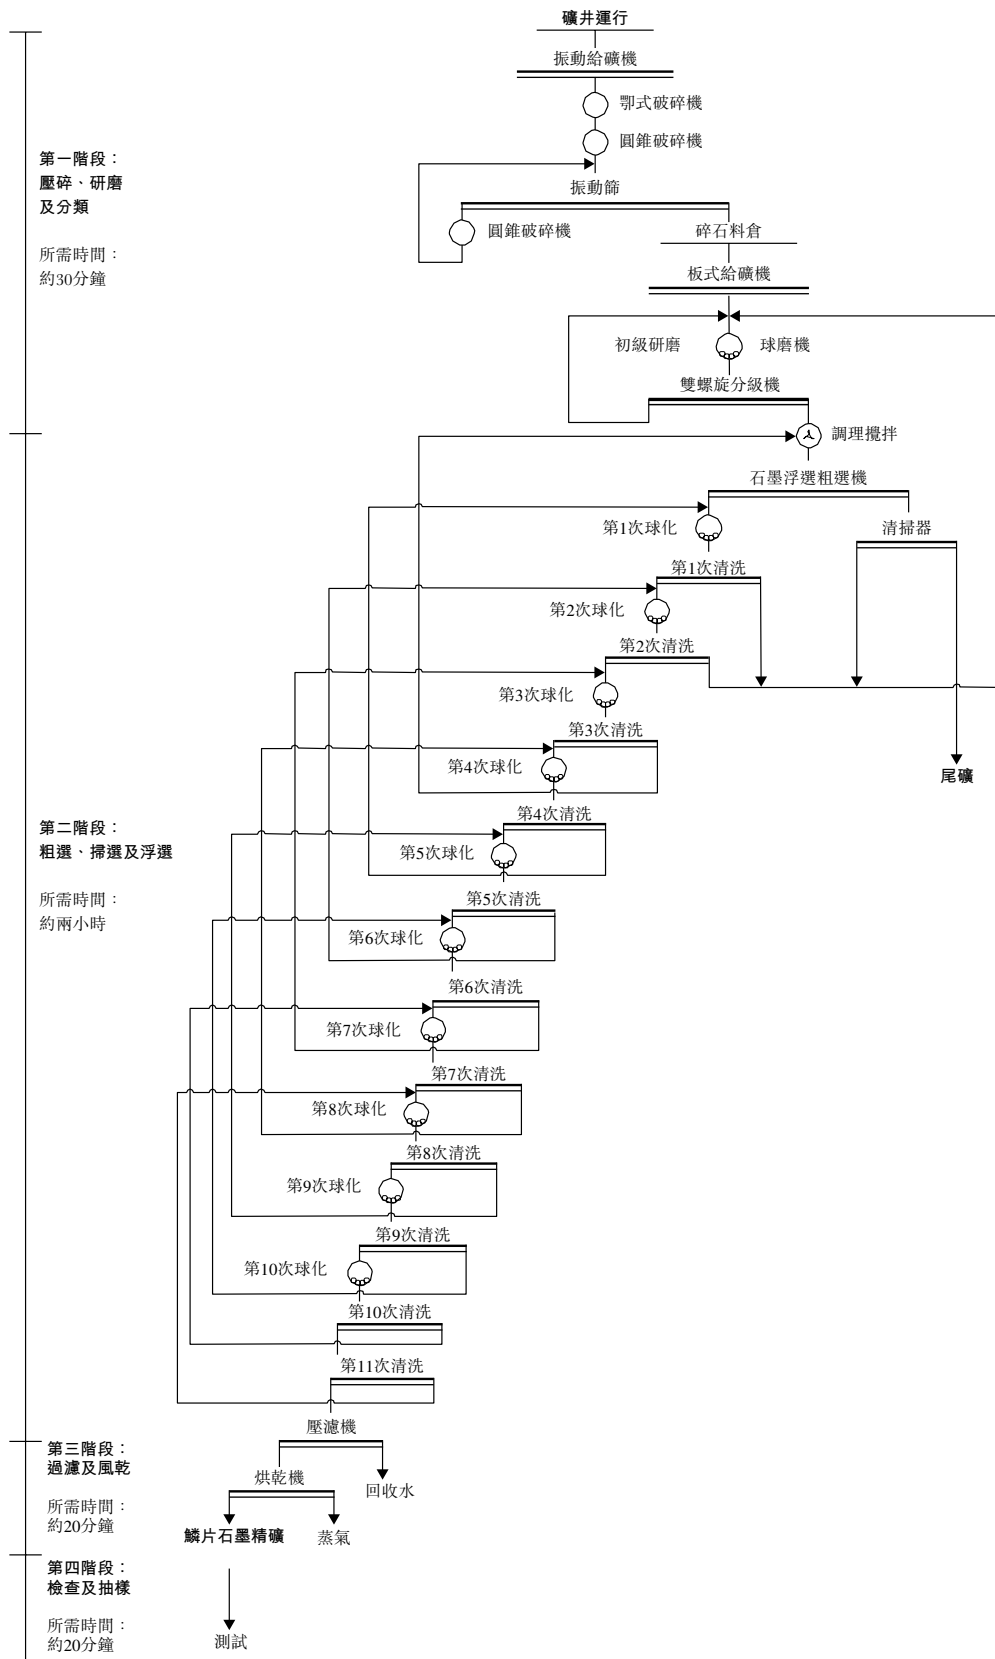 礦井運行
振動給礦機
鄂式破碎機
圓錐破碎機
第一階段：
壓碎、研磨
及分類
所需時間：
約30分鐘
振動篩
圓錐破碎機
碎石料倉
板式給礦機
初級研磨
球磨機
雙螺旋分級機
調理攪拌
石墨浮選粗選機
第1次球化
清掃器
第1次清洗
第2次球化
第2次清洗
第3次球化
第3次清洗
第4次球化
尾礦
第4次清洗
第二階段：
粗選、掃選及浮選
所需時間：
約兩小時
第5次球化
第5次清洗
第6次球化
第6次清洗
第7次球化
第7次清洗
第8次球化
第8次清洗
第9次球化
第9次清洗
第10次球化
第10次清洗
第11次清洗
壓濾機
第三階段：
過濾及風乾
所需時間：
約20分鐘
烘乾機
回收水
鱗片石墨精礦
蒸氣
第四階段：
檢查及抽樣
所需時間：
約20分鐘
測試